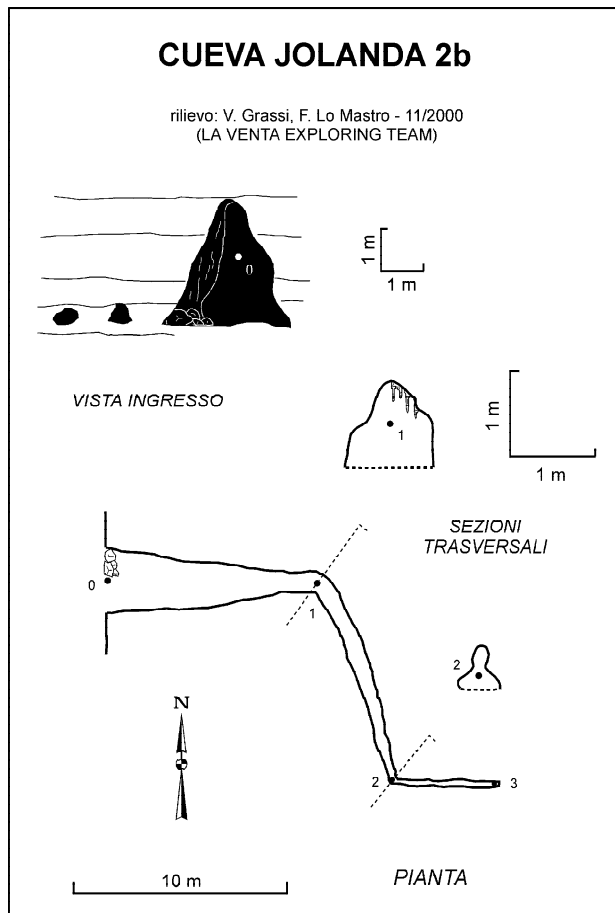 CUEVA JOLANDA 2b
rilievo: V. Grassi, F. Lo Mastro - 11/2000
(LA VENTA EXPLORING TEAM)
0
1 m
1 m
VISTA INGRESSO
1
1 m
1 m
SEZIONI
TRASVERSALI
0
1
2
N
2
3
10 m
PIANTA